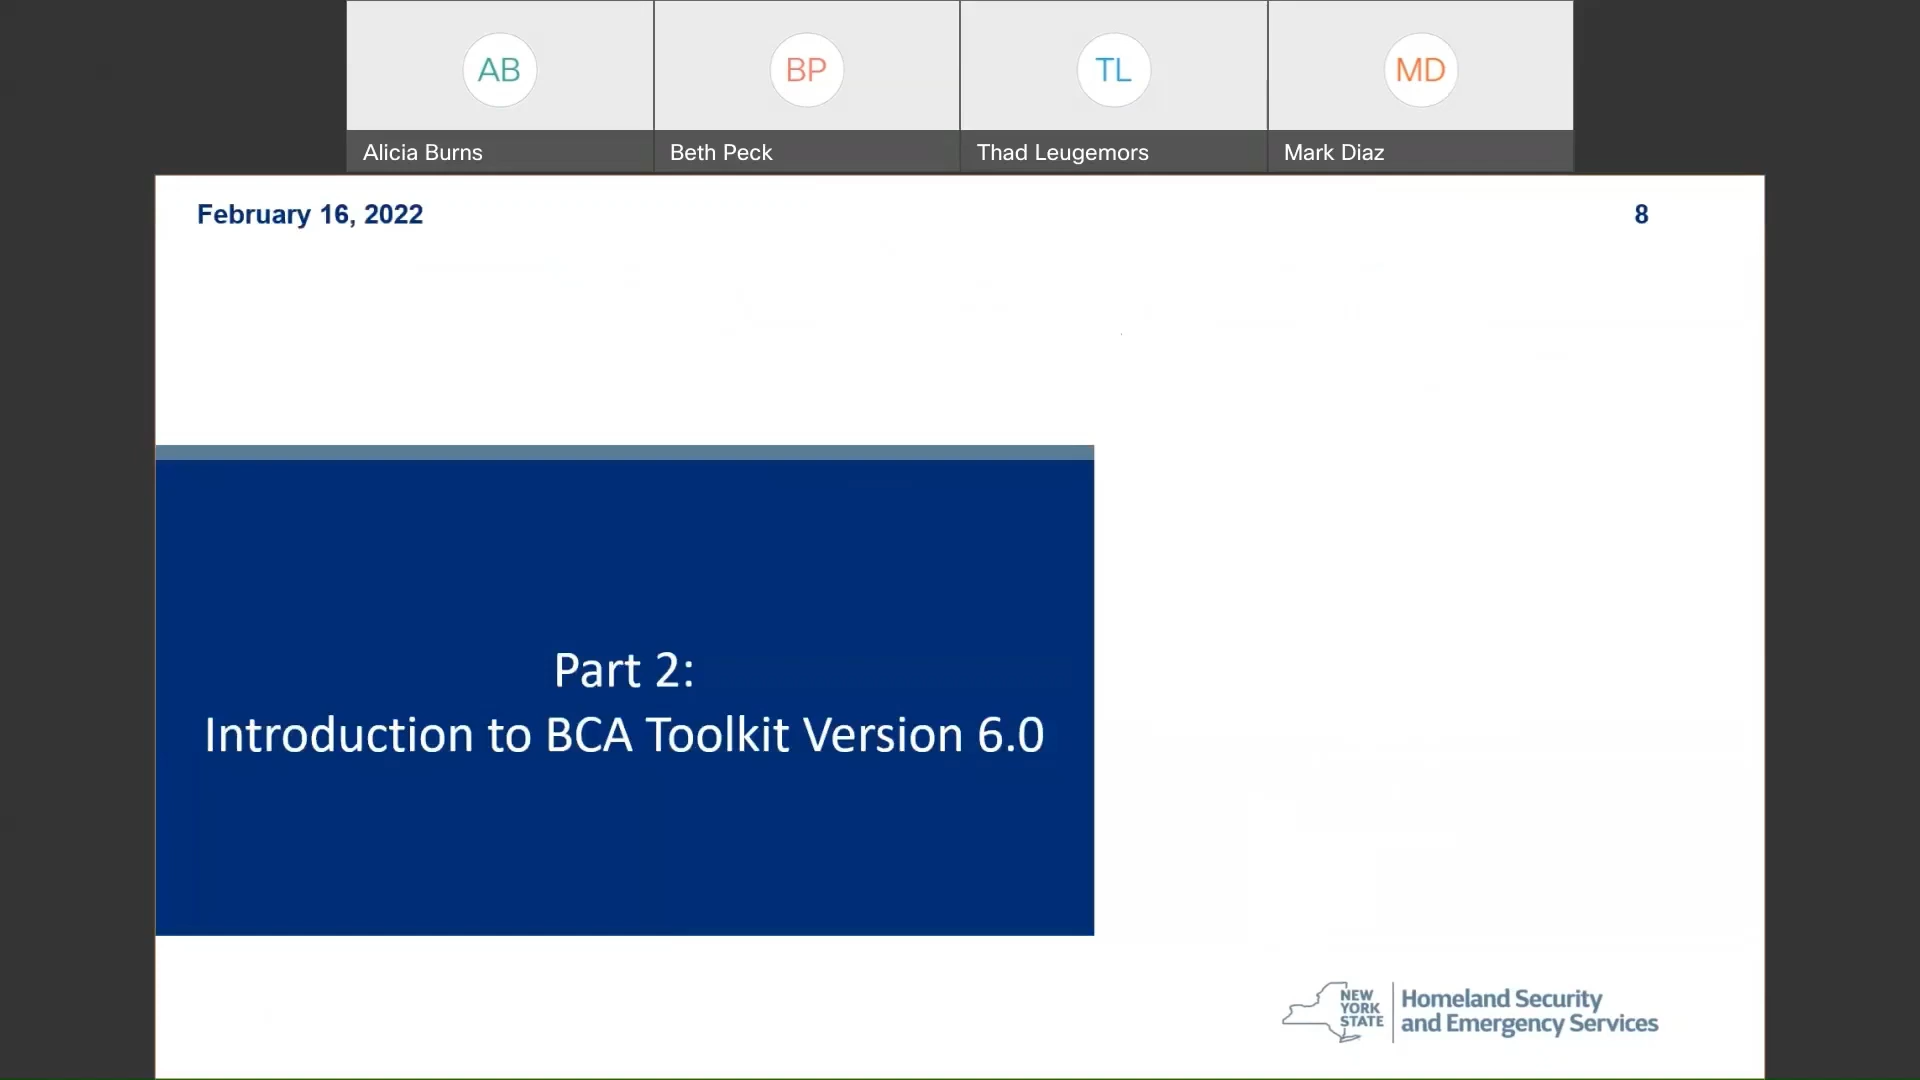 AB
BP
TL
MD
Alicia Burns
Beth Peck
Thad Leugemors
Mark Diaz
February 16, 2022
8
Part 2:
Introduction to BCA Toolkit Version 6.0
NEW
YORK
STATE
Homeland Security
and Emergency Services